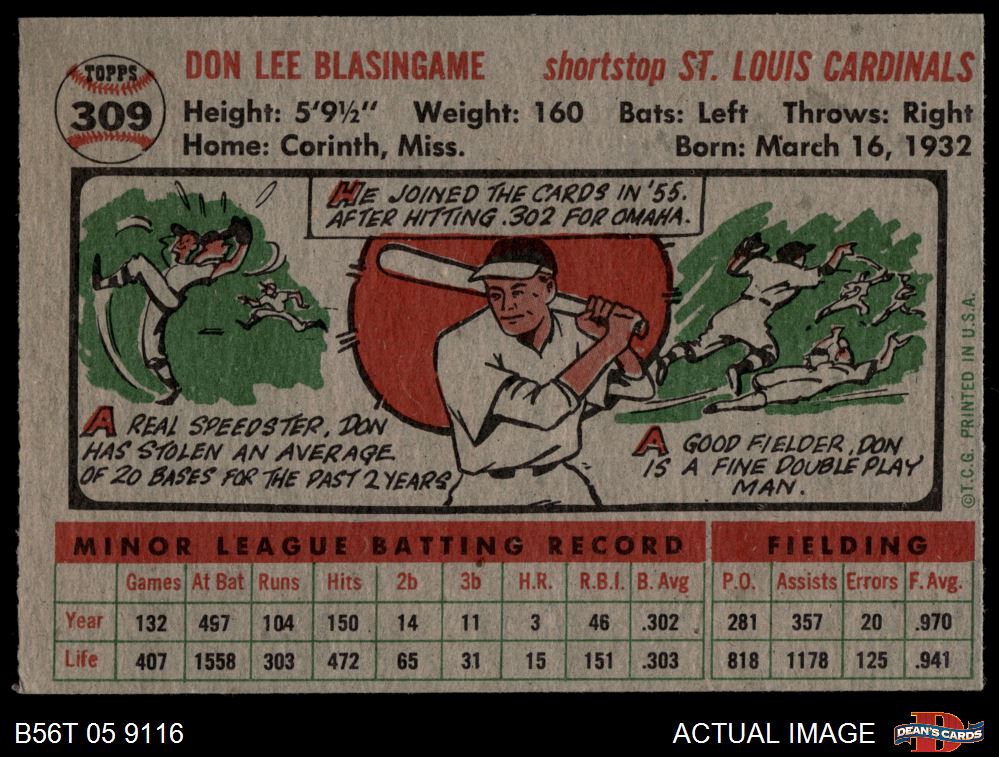 TOPPS
309
DON LEE BLASINGAME shortstop ST. LOUIS CARDINALS
Height: 5'9½" Weight: 160 Bats: Left Throws: Right
Home: Corinth, Miss. Born: March 16, 1932
HE JOINED THE CARDS IN '55.
AFTER HITTING .302 FOR OMAHA.
A REAL SPEEDSTER, DON
HAS STOLEN AN AVERAGE
OF 20 BASES FOR THE PAST 2 YEARS
A GOOD FIELDER, DON
IS A FINE DOUBLE PLAY
MAN.
©T.C.G. PRINTED IN U.S.A.
MINOR LEAGUE BATTING RECORD FIELDING
Games At Bat Runs Hits 2b 3b H.R. R.B.I. B. Avg P.O. Assists Errors F. Avg.
Year 132 497 104 150 14 11 3 46 .302 281 357 20 .970
Life 407 1558 303 472 65 31 15 151 .303 818 1178 125 .941
B56T 05 9116 ACTUAL IMAGE DEAN'S CARDS